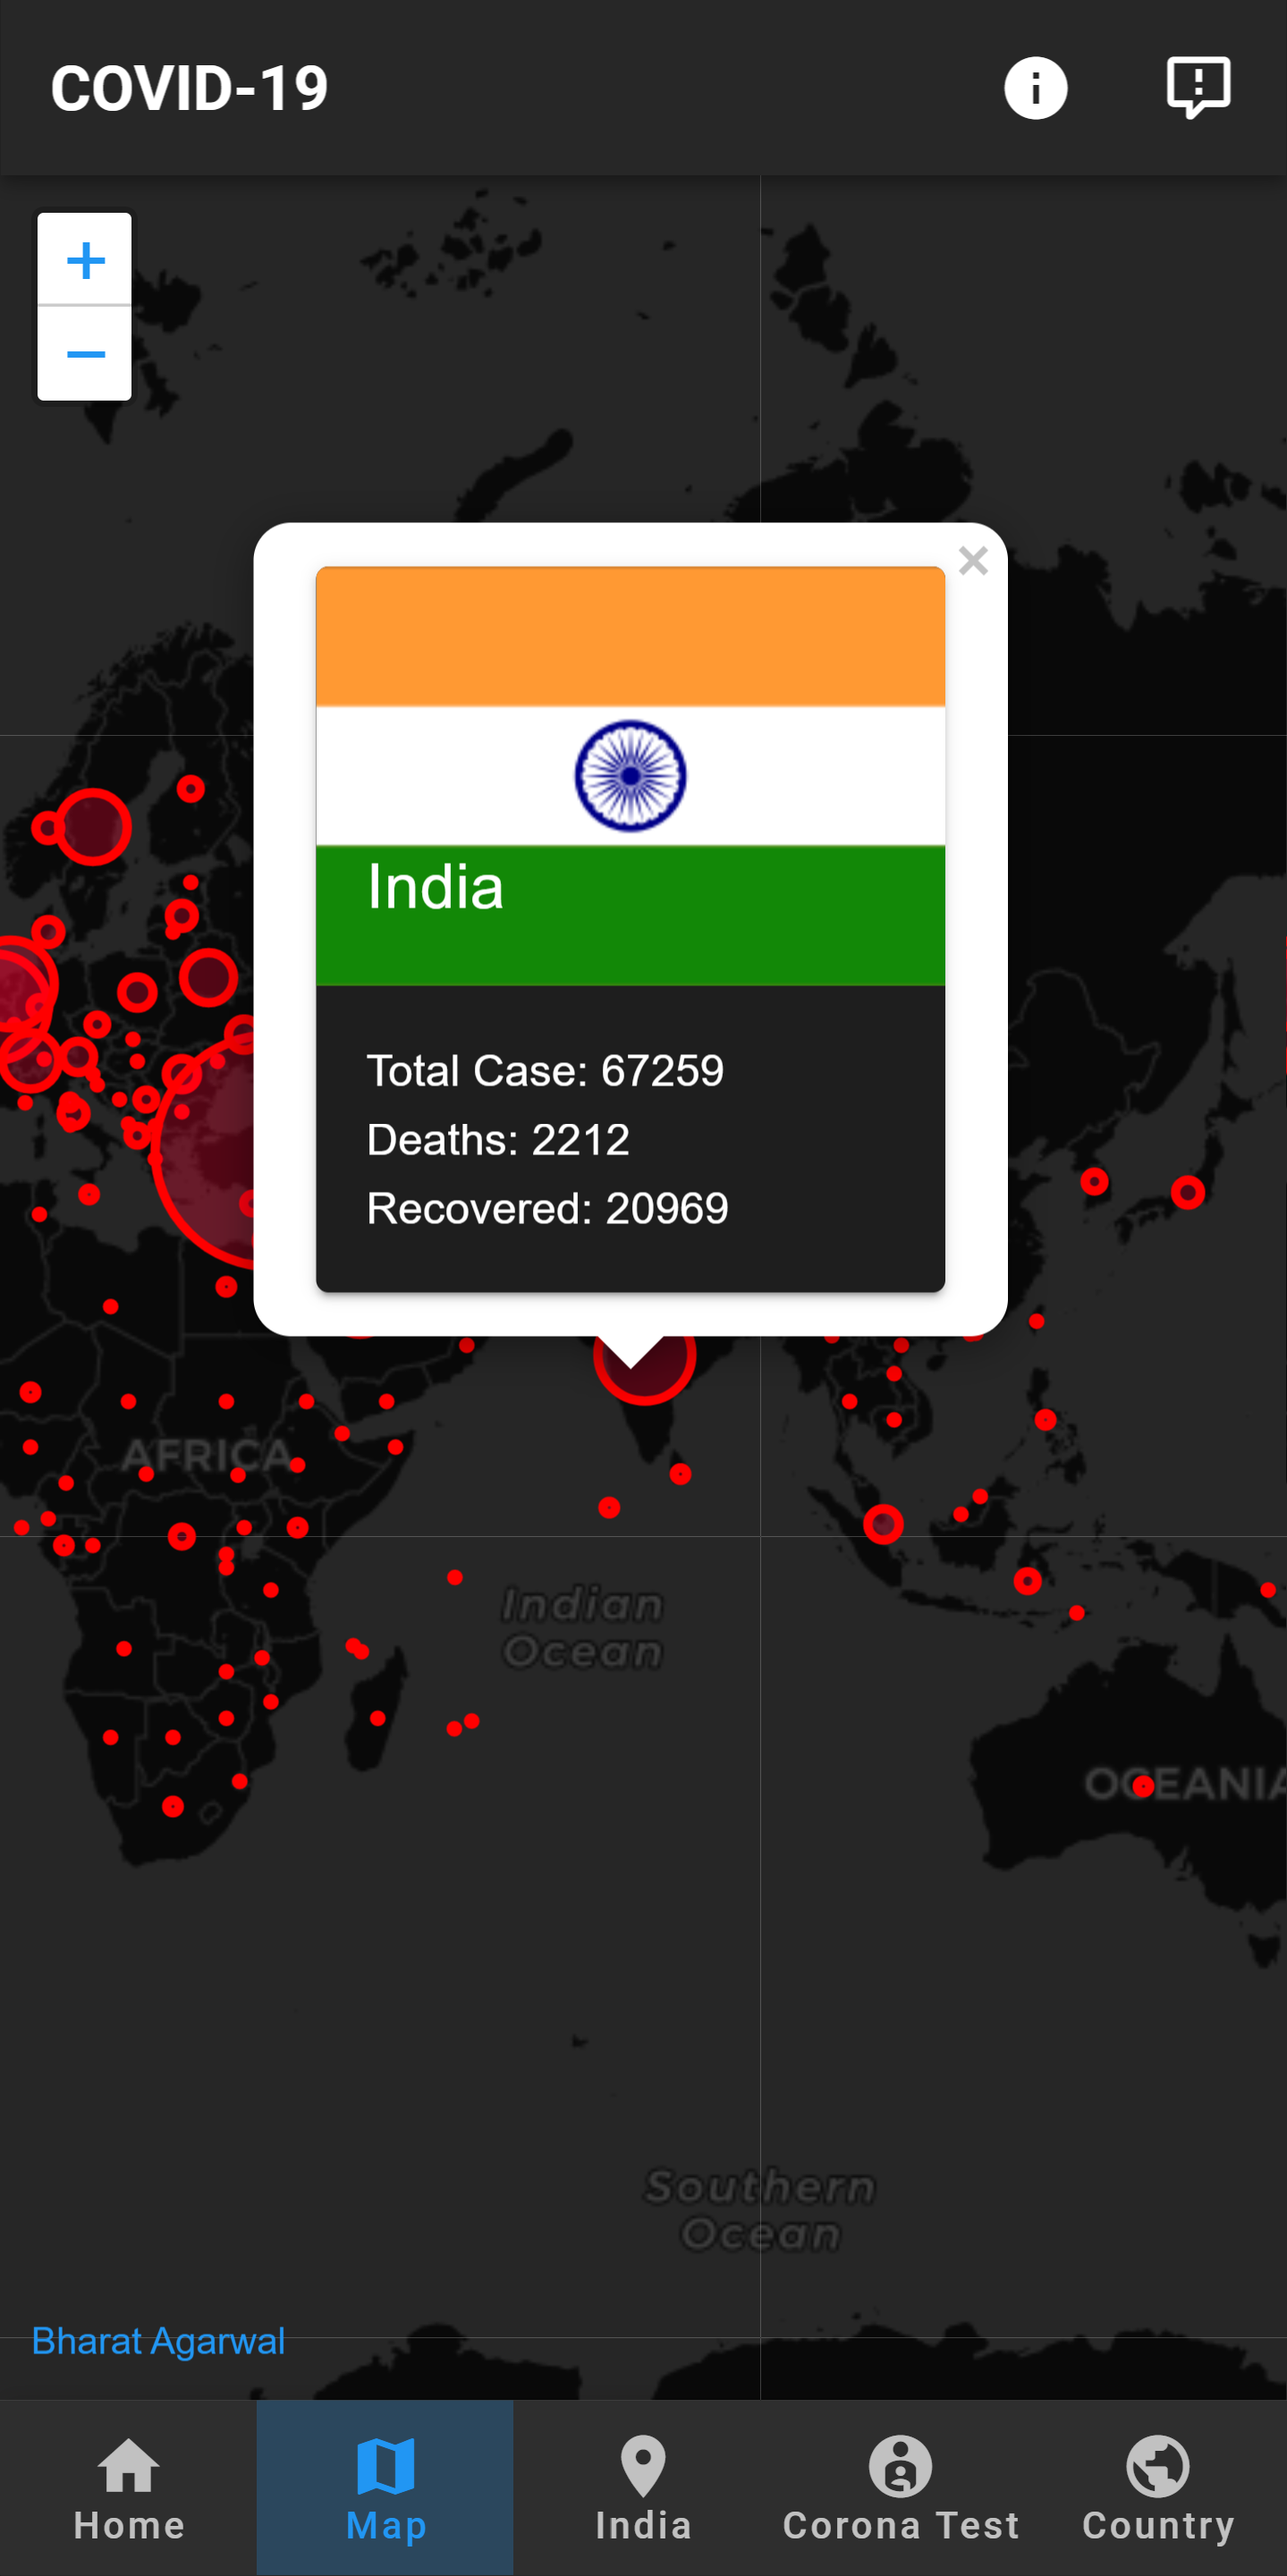 COVID-19
+
−
×
India
Total Case: 67259
Deaths: 2212
Recovered: 20969
AFRICA
Indian
Ocean
OCEANIA
Southern
Ocean
Bharat Agarwal
Home
Map
India
Corona Test
Country